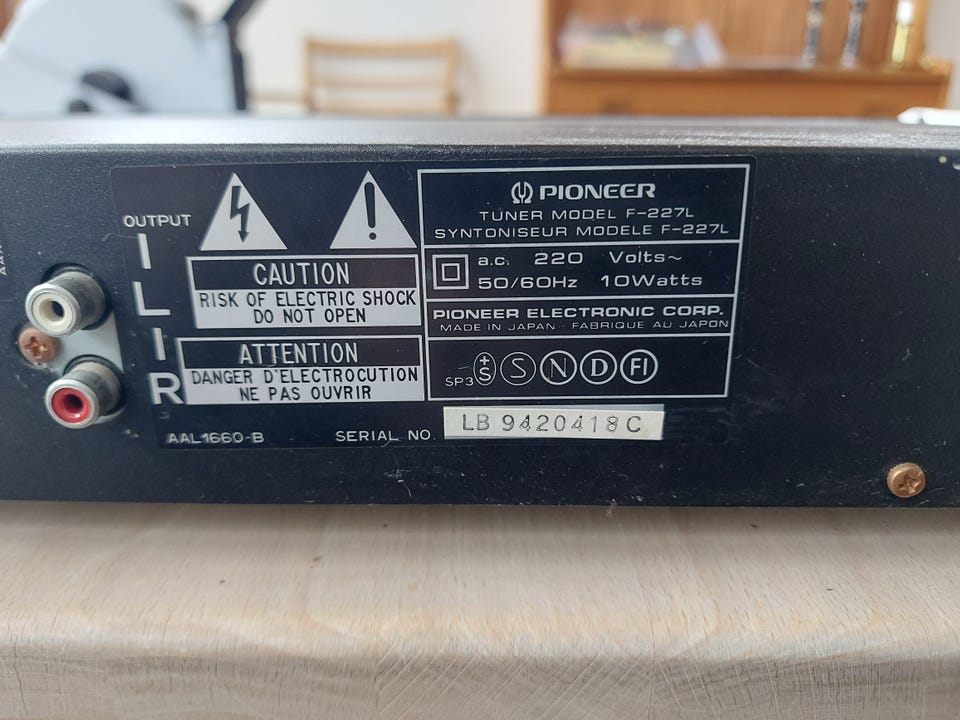 OUTPUT
L
R
CAUTION
RISK OF ELECTRIC SHOCK
DO NOT OPEN
ATTENTION
DANGER D'ELECTROCUTION
NE PAS OUVRIR
AAL1660-B
PIONEER
TUNER MODEL F-227L
SYNTONISEUR MODELE F-227L
a.c. 220 Volts~
50/60Hz 10Watts
PIONEER ELECTRONIC CORP.
MADE IN JAPAN · FABRIQUE AU JAPON
SP3 +S S N D FI
SERIAL NO. LB 9420418C